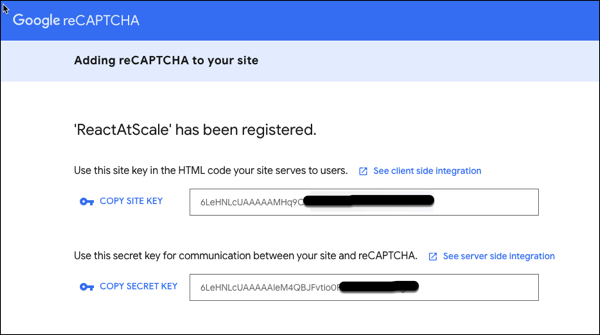 Google reCAPTCHA
Adding reCAPTCHA to your site
'ReactAtScale' has been registered.
Use this site key in the HTML code your site serves to users. See client side integration
COPY SITE KEY 6LeHNLcUAAAAAMHq9C
Use this secret key for communication between your site and reCAPTCHA. See server side integration
COPY SECRET KEY 6LeHNLcUAAAAAIeM4QBJFvtio0